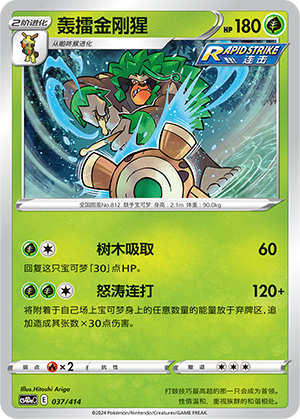 2阶进化
轰擂金刚猩
HP 180
从啪咚猴进化
RAPID STRIKE
连击
全国图鉴No.812 鼓手宝可梦 身高：2.1m 体重：90.0kg
树木吸取 60
回复这只宝可梦「30」点HP。
怒涛连打 120+
将附着于自己场上宝可梦身上的任意数量的能量放于弃牌区，追
加造成其张数×30点伤害。
弱点 ×2 抵抗力 撤退
Illus.Hitoshi Ariga
CS4DaC E 037/414
打鼓技巧最高超的那一只会成为首领。
性情温和，重视族群的和谐相处。
©2024 Pokémon/Nintendo/Creatures/GAME FREAK.